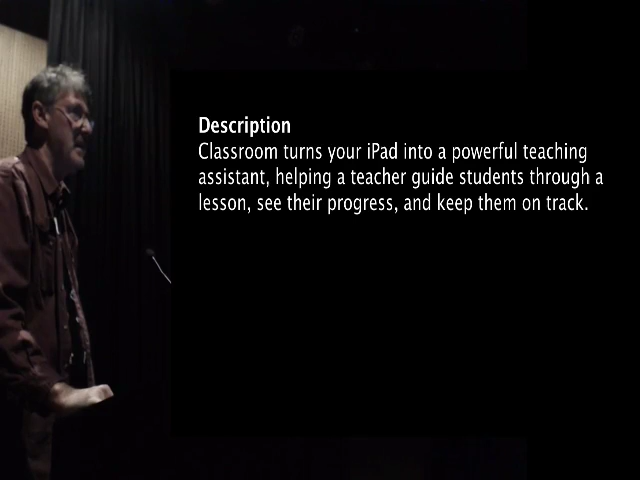 Description
Classroom turns your iPad into a powerful teaching
assistant, helping a teacher guide students through a
lesson, see their progress, and keep them on track.